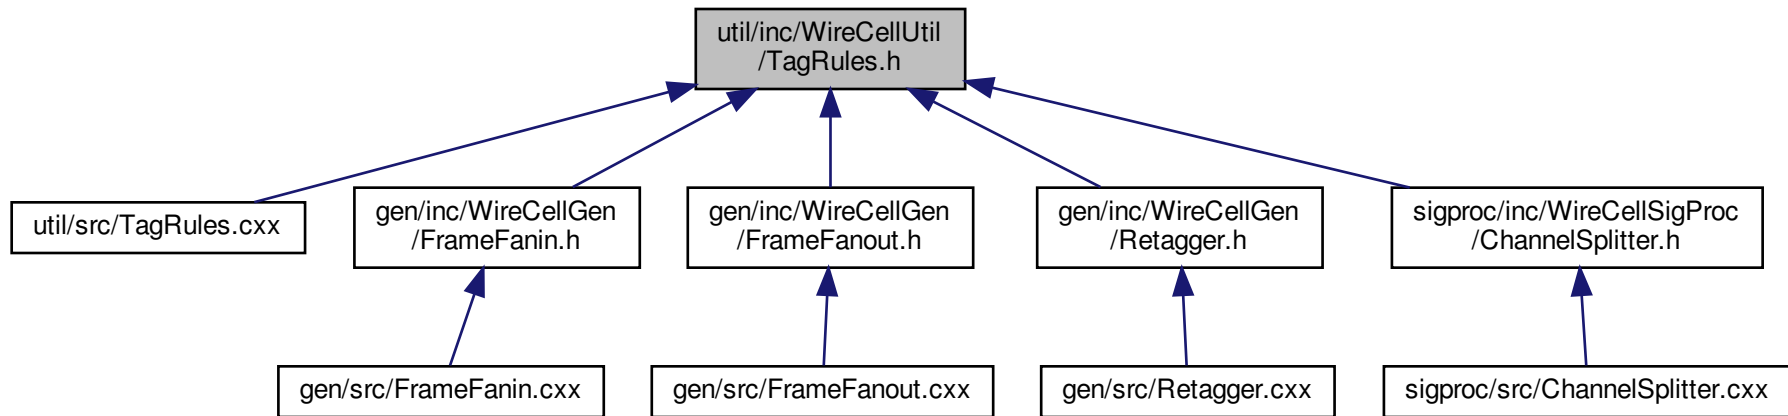 util/inc/WireCellUtil
/TagRules.h
util/src/TagRules.cxx
gen/inc/WireCellGen
/FrameFanin.h
gen/inc/WireCellGen
/FrameFanout.h
gen/inc/WireCellGen
/Retagger.h
sigproc/inc/WireCellSigProc
/ChannelSplitter.h
gen/src/FrameFanin.cxx
gen/src/FrameFanout.cxx
gen/src/Retagger.cxx
sigproc/src/ChannelSplitter.cxx